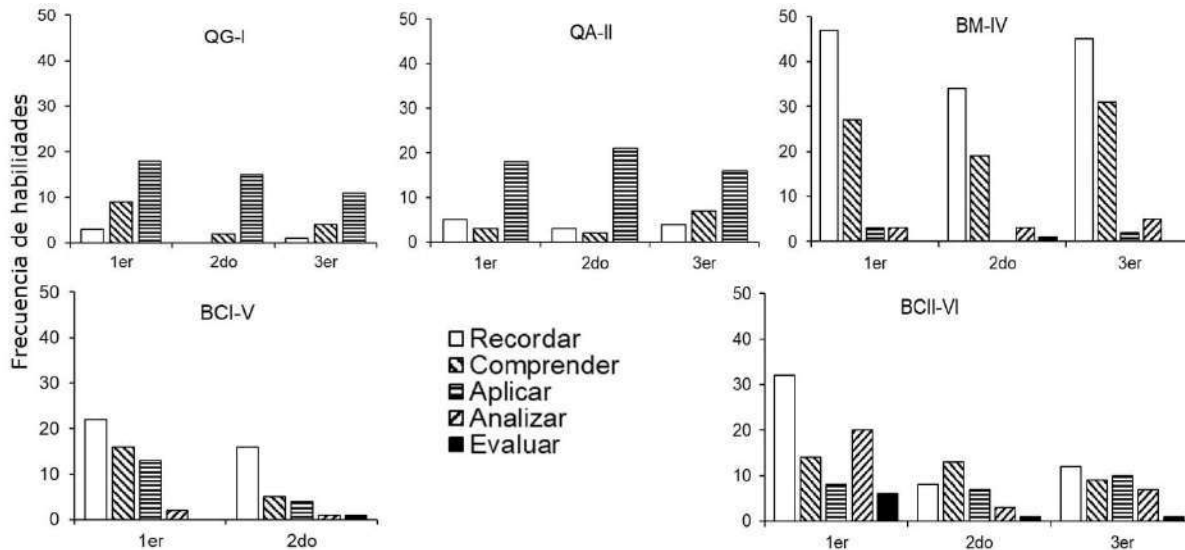 Frecuencia de habilidades
QG-I
50
40
30
20
10
0
1er 2do 3er
QA-II
50
40
30
20
10
0
1er 2do 3er
BM-IV
50
40
30
20
10
0
1er 2do 3er
BCI-V
50
40
30
20
10
0
1er 2do
Recordar
Comprender
Aplicar
Analizar
Evaluar
BCII-VI
50
40
30
20
10
0
1er 2do 3er